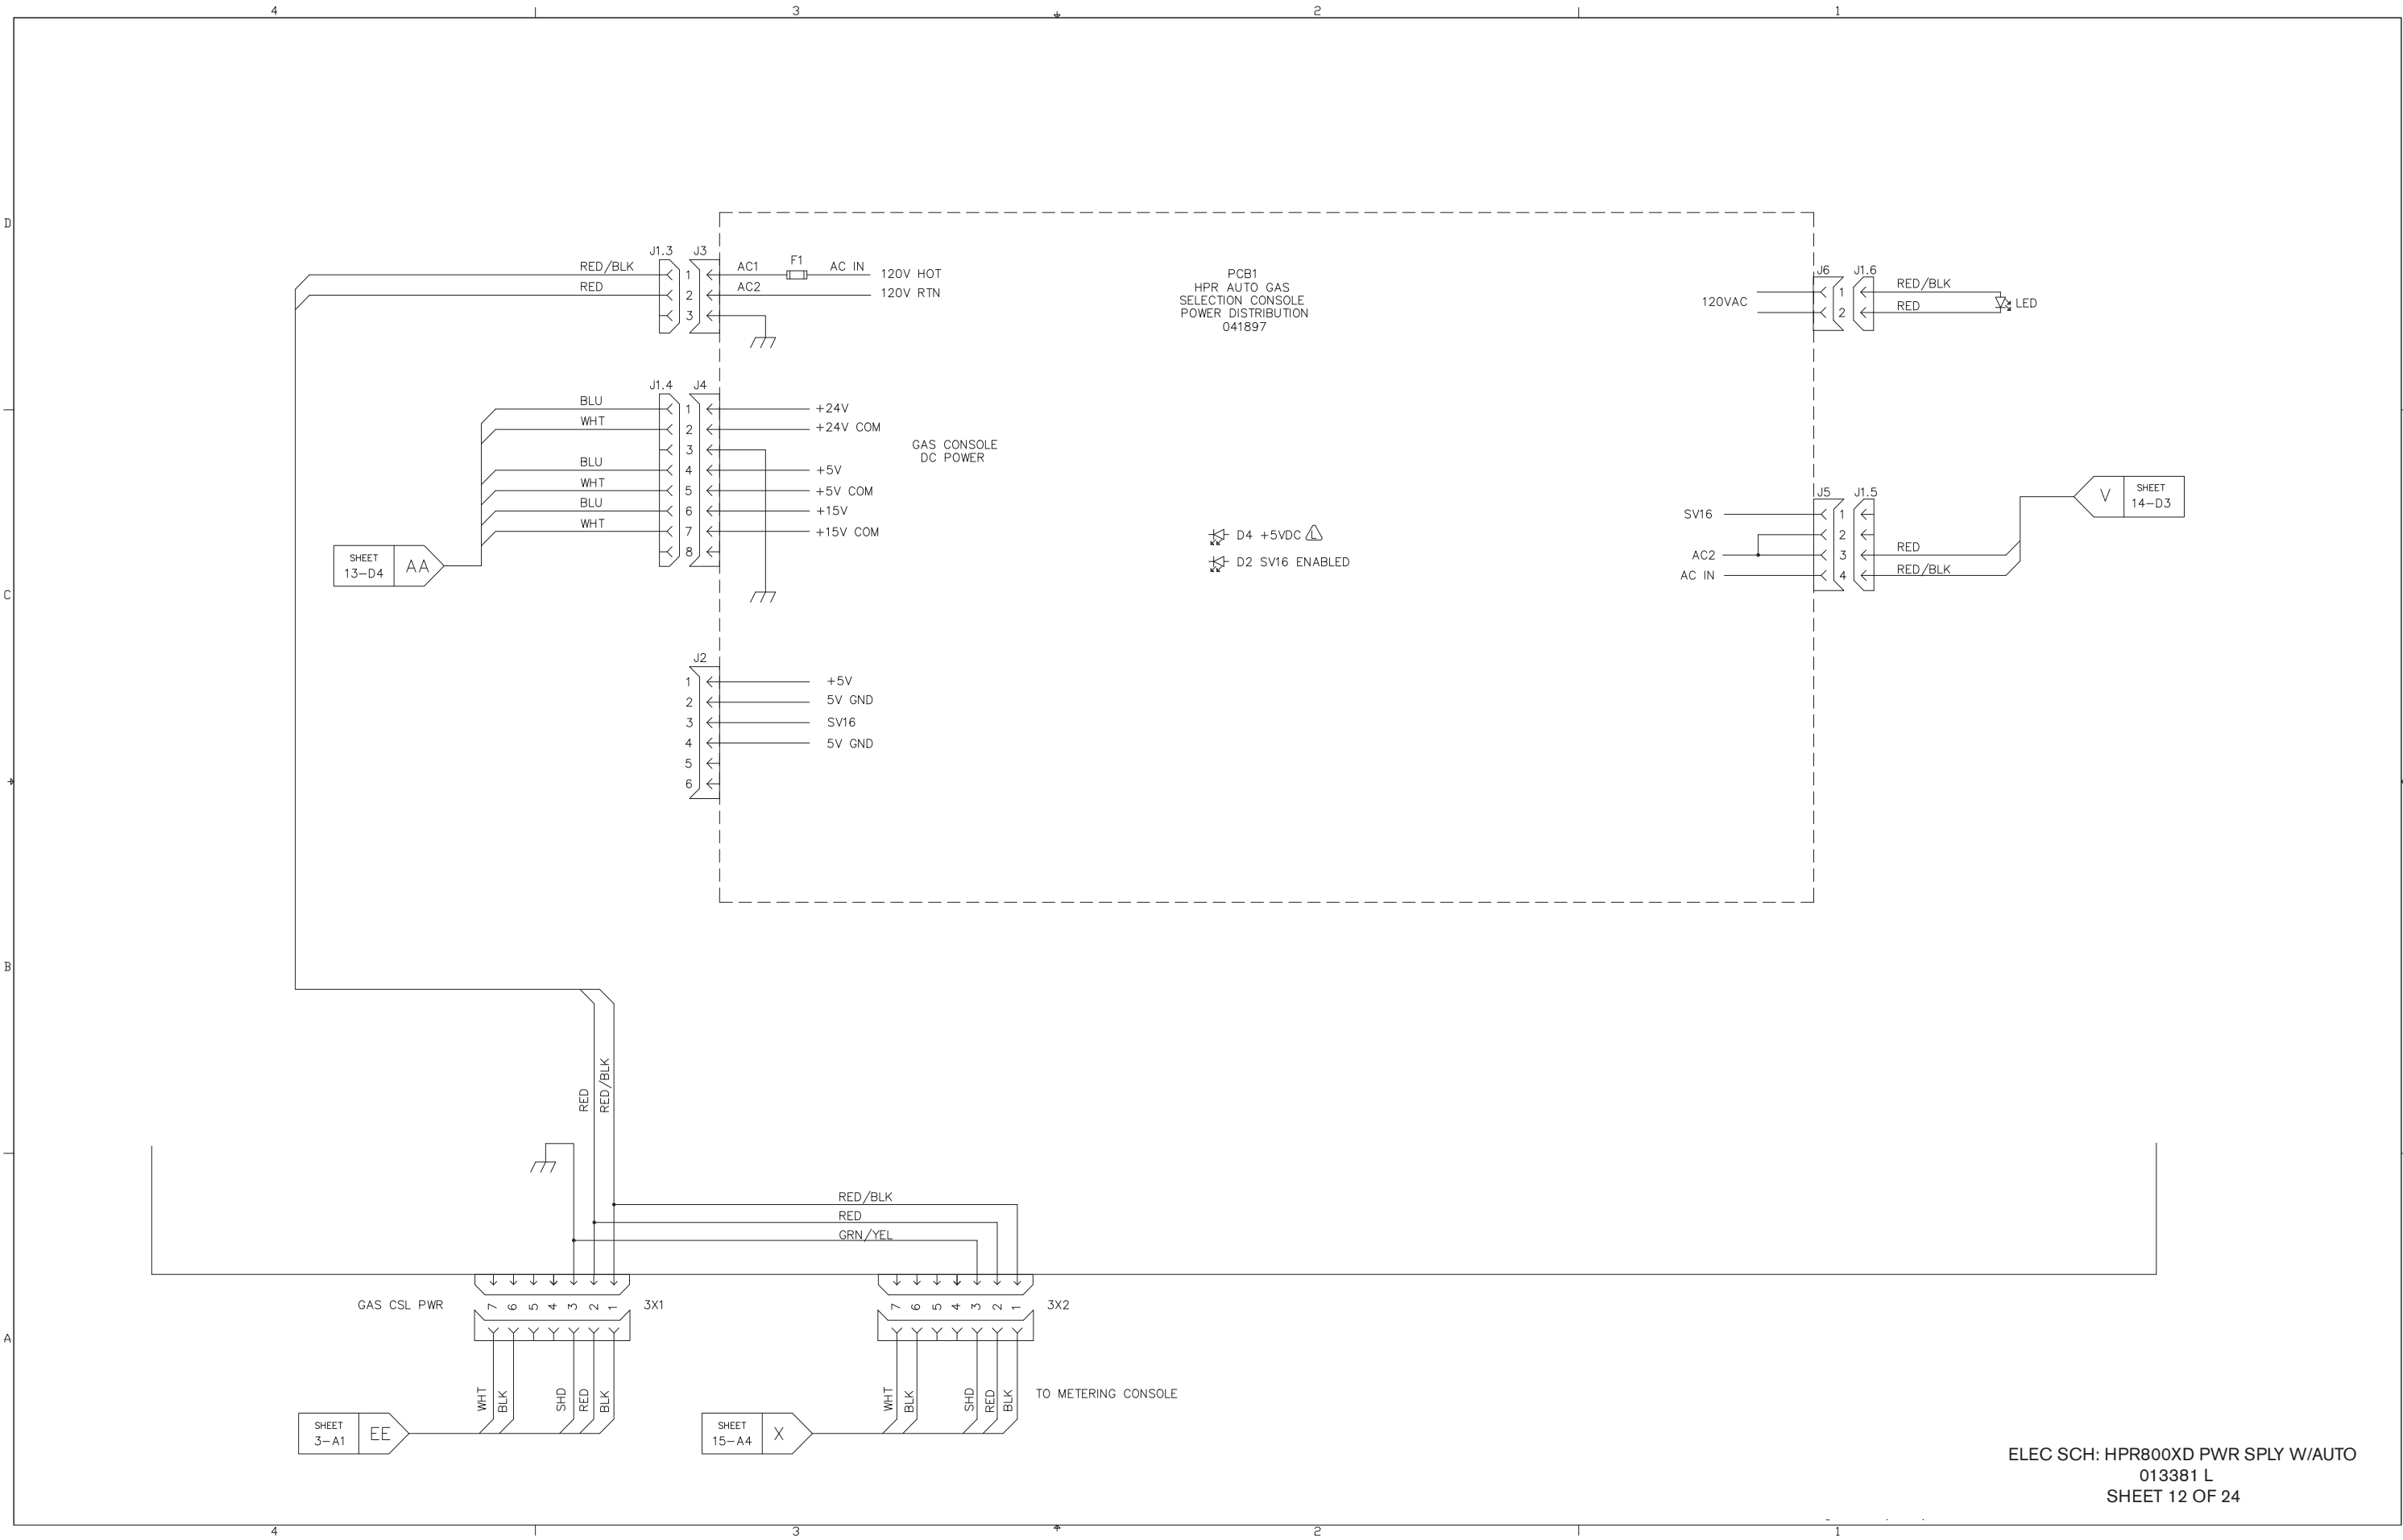 4 3 2 1
D
J1.3 J3
RED/BLK 1 AC1 F1 AC IN 120V HOT
RED 2 AC2 120V RTN
3
PCB1
HPR AUTO GAS
SELECTION CONSOLE
POWER DISTRIBUTION
041897
J6 J1.6
120VAC 1 RED/BLK
2 RED
LED
J1.4 J4
BLU 1 +24V
WHT 2 +24V COM
3
BLU 4 +5V
WHT 5 +5V COM
BLU 6 +15V
WHT 7 +15V COM
8
GAS CONSOLE
DC POWER
SHEET
13-D4
AA
D4 +5VDC L
D2 SV16 ENABLED
J5 J1.5
SV16 1
2
AC2 3 RED
AC IN 4 RED/BLK
V
SHEET
14-D3
C
J2
1 +5V
2 5V GND
3 SV16
4 5V GND
5
6
B
RED
RED/BLK
RED/BLK
RED
GRN/YEL
GAS CSL PWR 7 6 5 4 3 2 1 3X1
7 6 5 4 3 2 1 3X2
A
WHT BLK SHD RED BLK
WHT BLK SHD RED BLK
TO METERING CONSOLE
SHEET
3-A1
EE
SHEET
15-A4
X
ELEC SCH: HPR800XD PWR SPLY W/AUTO
013381 L
SHEET 12 OF 24
4 3 2 1